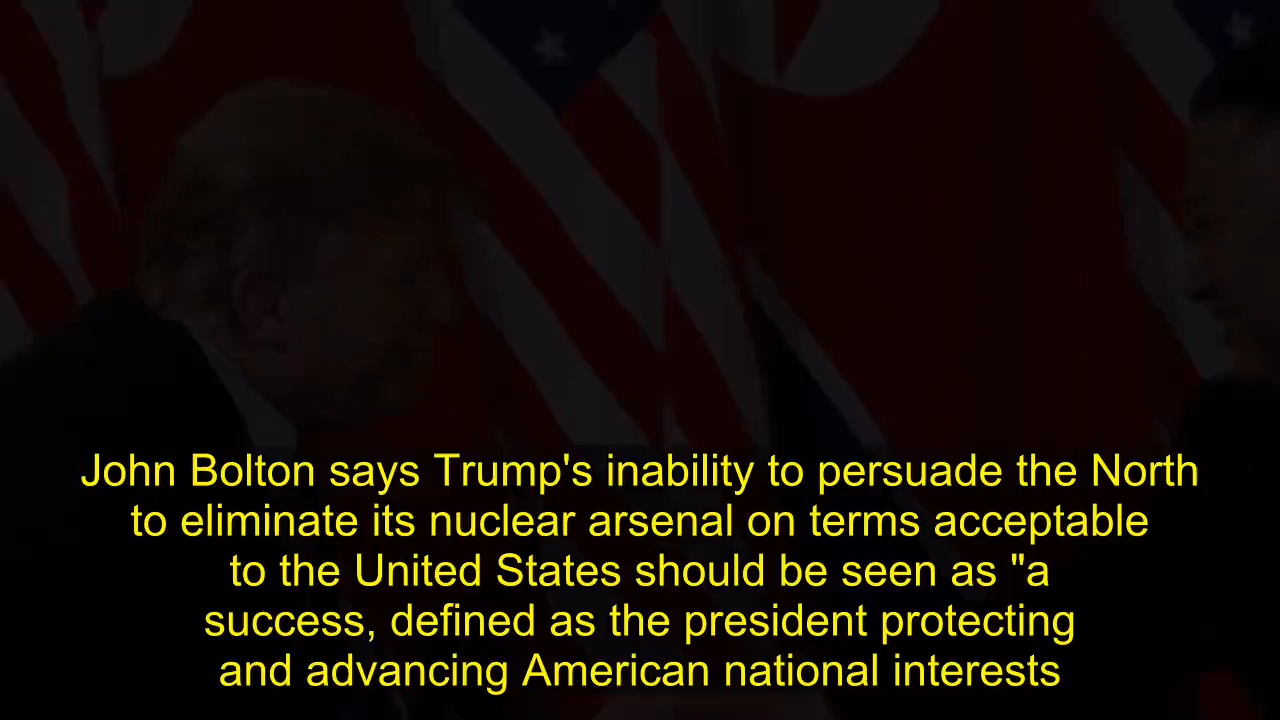 John Bolton says Trump's inability to persuade the North
to eliminate its nuclear arsenal on terms acceptable
to the United States should be seen as "a
success, defined as the president protecting
and advancing American national interests